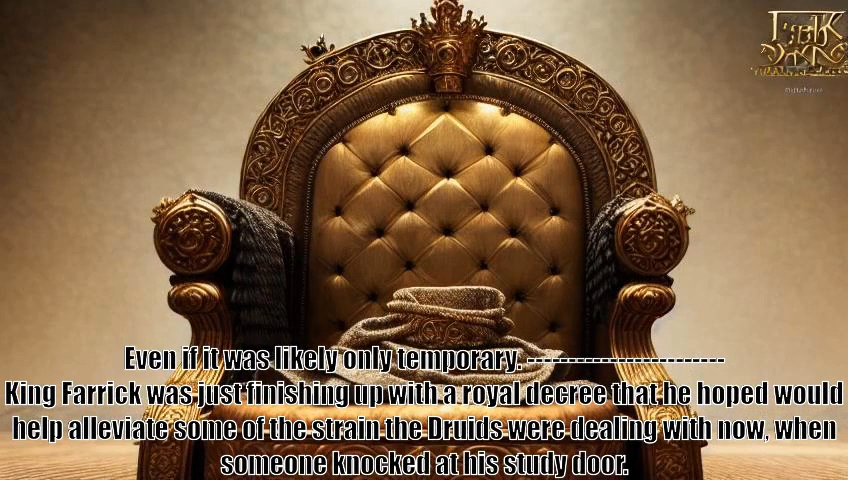 Even if it was likely only temporary. -------------------------
King Farrick was just finishing up with a royal decree that he hoped would
help alleviate some of the strain the Druids were dealing with now, when
someone knocked at his study door.